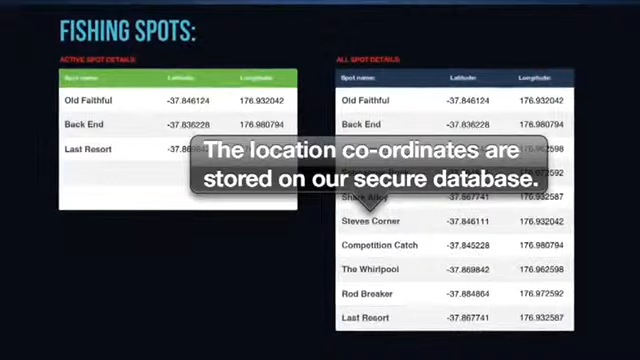 FISHING SPOTS:
ACTIVE SPOT DETAILS:
Spot name: Latitude: Longitude:
Old Faithful -37.846124 176.932042
Back End -37.836228 176.980794
Last Resort
ALL SPOT DETAILS:
Spot name: Latitude: Longitude:
Old Faithful -37.846124 176.932042
Back End -37.836228 176.980794
The location co-ordinates are
stored on our secure database.
-37.867741 176.932587
Steves Corner -37.846111 176.932042
Competition Catch -37.845228 176.980794
The Whirlpool -37.869842 176.962598
Rod Breaker -37.884864 176.972592
Last Resort -37.867741 176.932587